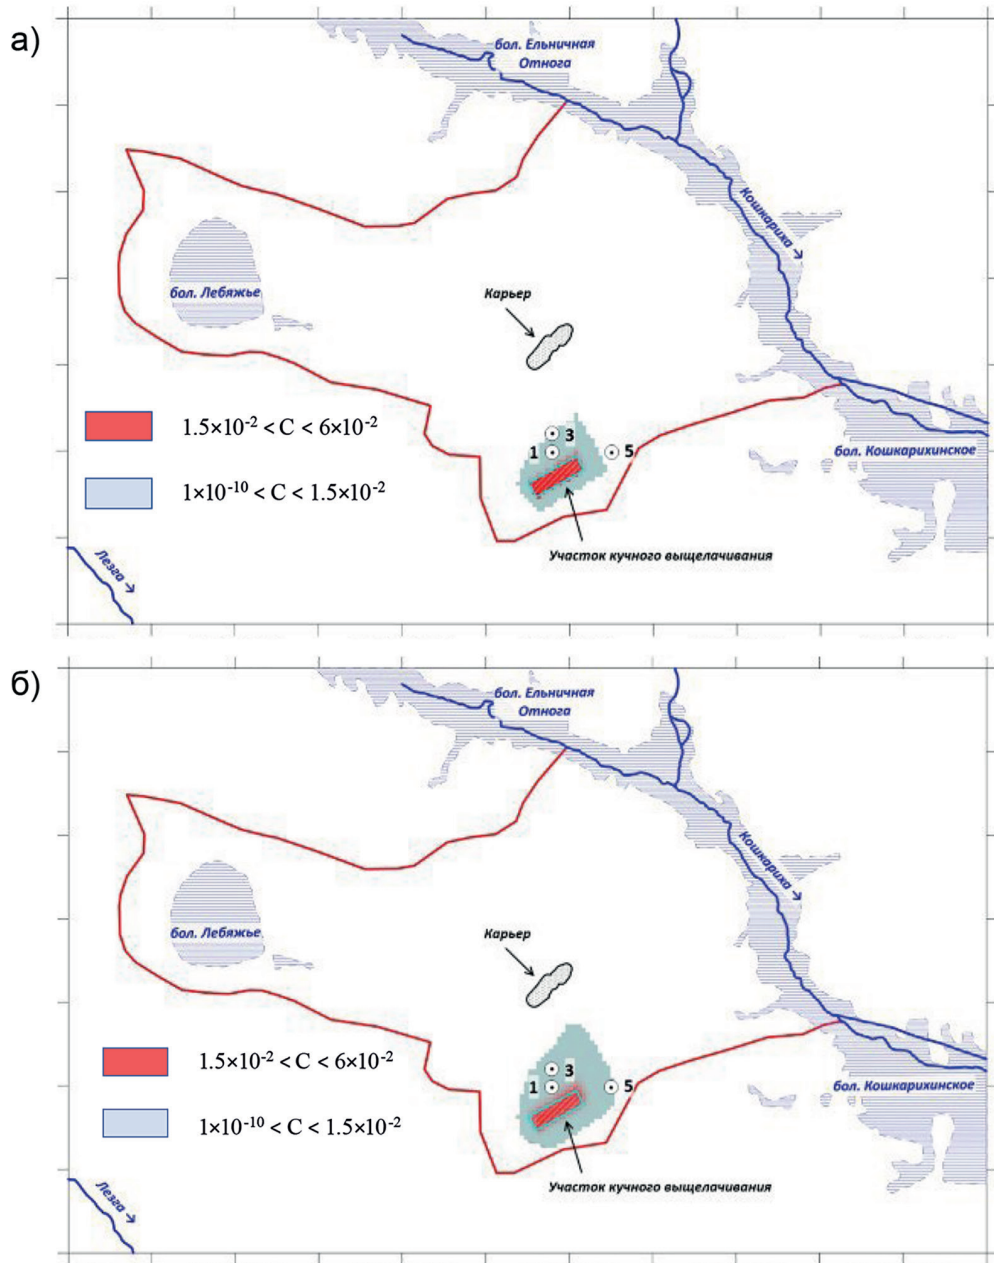 а)
бол. Ельничная
Отнога
Кошкариха →
бол. Лебяжье
Карьер
1.5×10⁻² < C < 6×10⁻²
3
1
5
бол. Кошкарихинское
1×10⁻¹⁰ < C < 1.5×10⁻²
Участок кучного выщелачивания
Лезга →
б)
бол. Ельничная
Отнога
Кошкариха →
бол. Лебяжье
Карьер
1.5×10⁻² < C < 6×10⁻²
3
1
5
бол. Кошкарихинское
1×10⁻¹⁰ < C < 1.5×10⁻²
Участок кучного выщелачивания
Лезга →